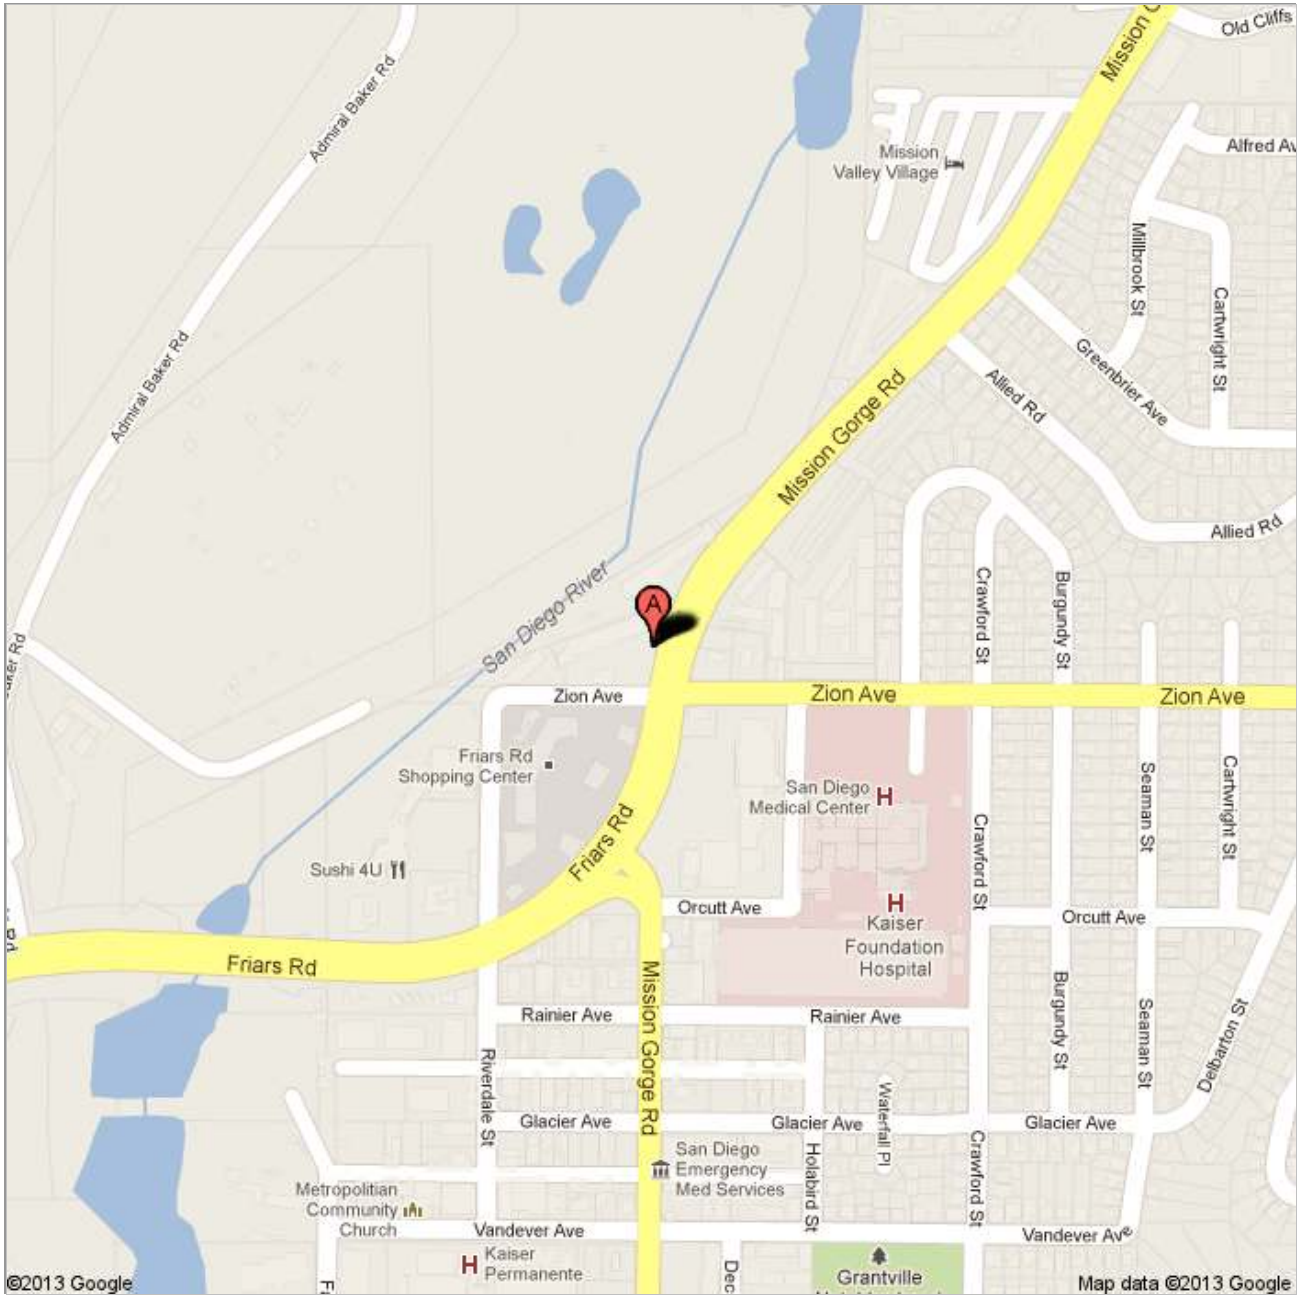 Old Cliffs
Mission G
Admiral Baker Rd
Mission
Valley Village
Alfred Av
Millbrook St
Cartwright St
Greenbrier Ave
Admiral Baker Rd
Allied Rd
Mission Gorge Rd
Allied Rd
San Diego River
A
Crawford St
Burgundy St
aker Rd
Zion Ave
Zion Ave
Zion Ave
Friars Rd
Shopping Center
San Diego
Medical Center
H
Seaman St
Cartwright St
Friars Rd
Sushi 4U
Crawford St
Orcutt Ave
H
Kaiser
Foundation
Hospital
Orcutt Ave
Friars Rd
Mission Gorge Rd
Rainier Ave
Rainier Ave
Burgundy St
Seaman St
Delbarton St
Riverdale St
Waterfall Pl
Glacier Ave
Glacier Ave
Glacier Ave
Holabird St
Crawford St
San Diego
Emergency
Med Services
Metropolitian
Community
Church
Vandever Ave
Vandever Ave
H
Kaiser
Permanente
Dec
Grantville
©2013 Google
Map data ©2013 Google